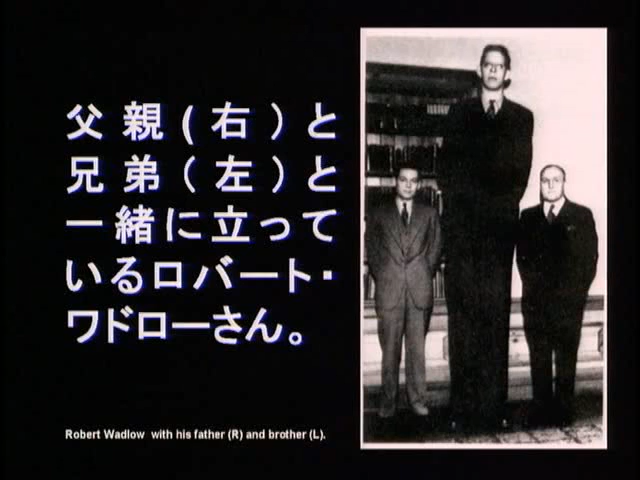 父親(右)と
兄弟(左)と
一緒に立って
いるロバート・
ワドローさん。
Robert Wadlow with his father (R) and brother (L).